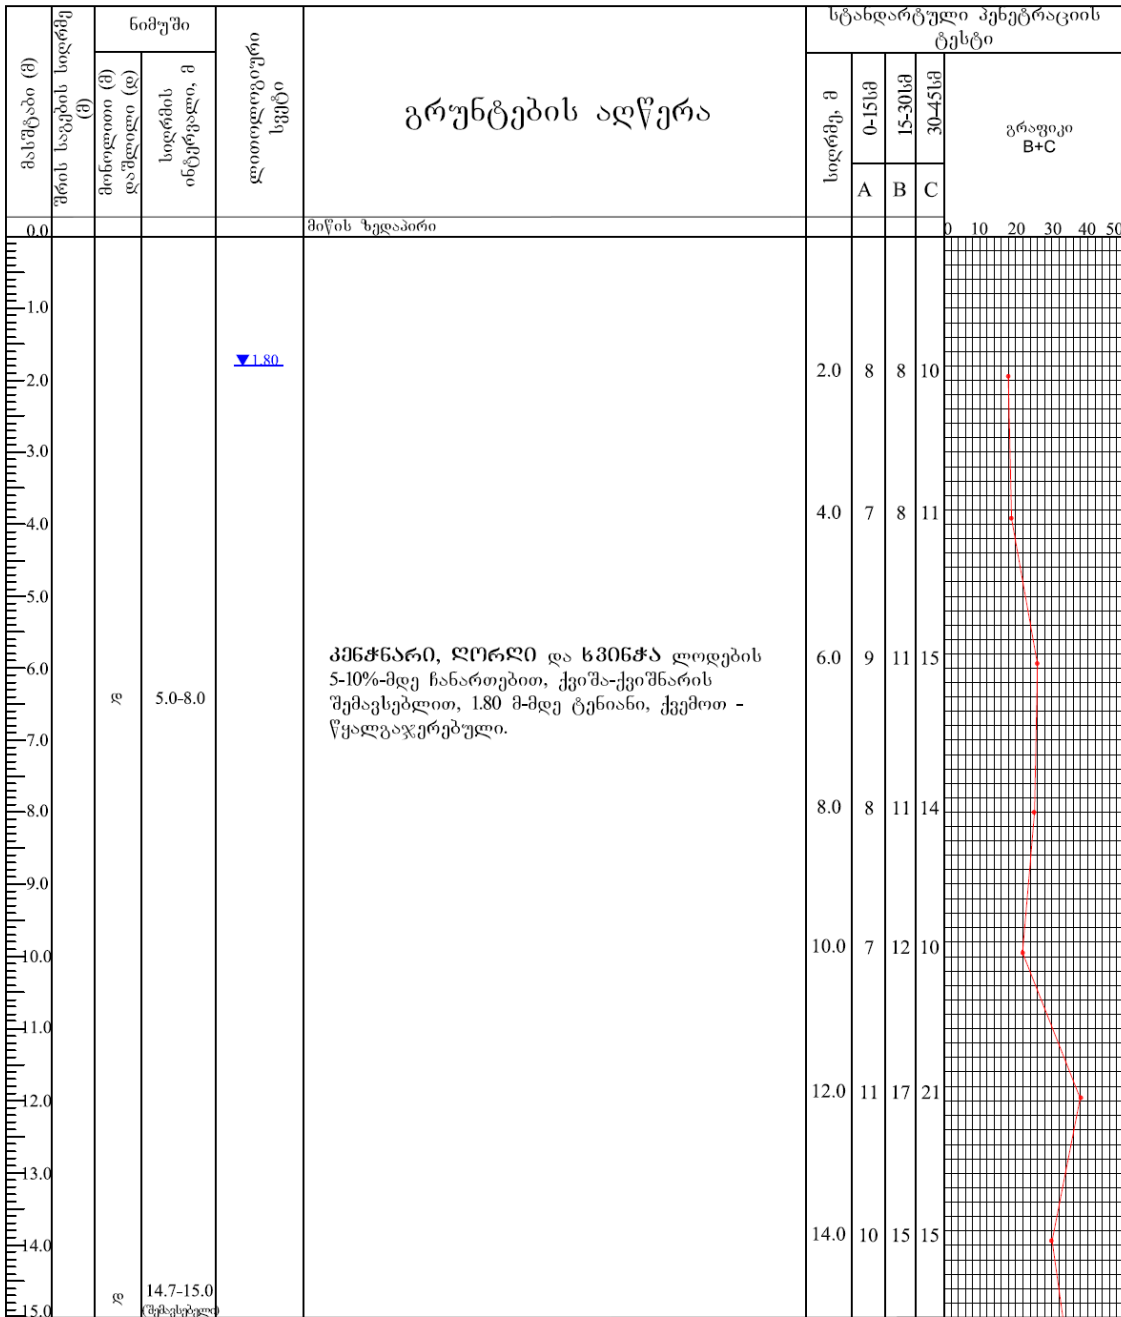 მასშტაბი (მ)
შრის საგების სიღრმე
(მ)
ნიმუში
მონოლითი (მ)
დაშლილი (დ)
სიღრმის
ინტერვალი, მ
ლითოლოგიური
სვეტი
გრუნტების აღწერა
სტანდარტული პენეტრაციის
ტესტი
სიღრმე, მ
0-15სმ
15-30სმ
30-45სმ
A B C
გრაფიკი
B+C
0.0
მიწის ზედაპირი
0 10 20 30 40 50
1.0
1.80
2.0
2.0 8 8 10
3.0
4.0
4.0 7 8 11
5.0
კენჭნარი, ღორღი და ხვინჭა ლოდების
5-10%-მდე ჩანართებით, ქვიშა-ქვიშნარის
შემავსებლით, 1.80 მ-მდე ტენიანი, ქვემოთ -
წყალგაჯერებული.
6.0
6.0 9 11 15
დ 5.0-8.0
7.0
8.0
8.0 8 11 14
9.0
10.0
10.0 7 12 10
11.0
12.0
12.0 11 17 21
13.0
14.0
14.0 10 15 15
დ 14.7-15.0
(შემავსებელი)
15.0